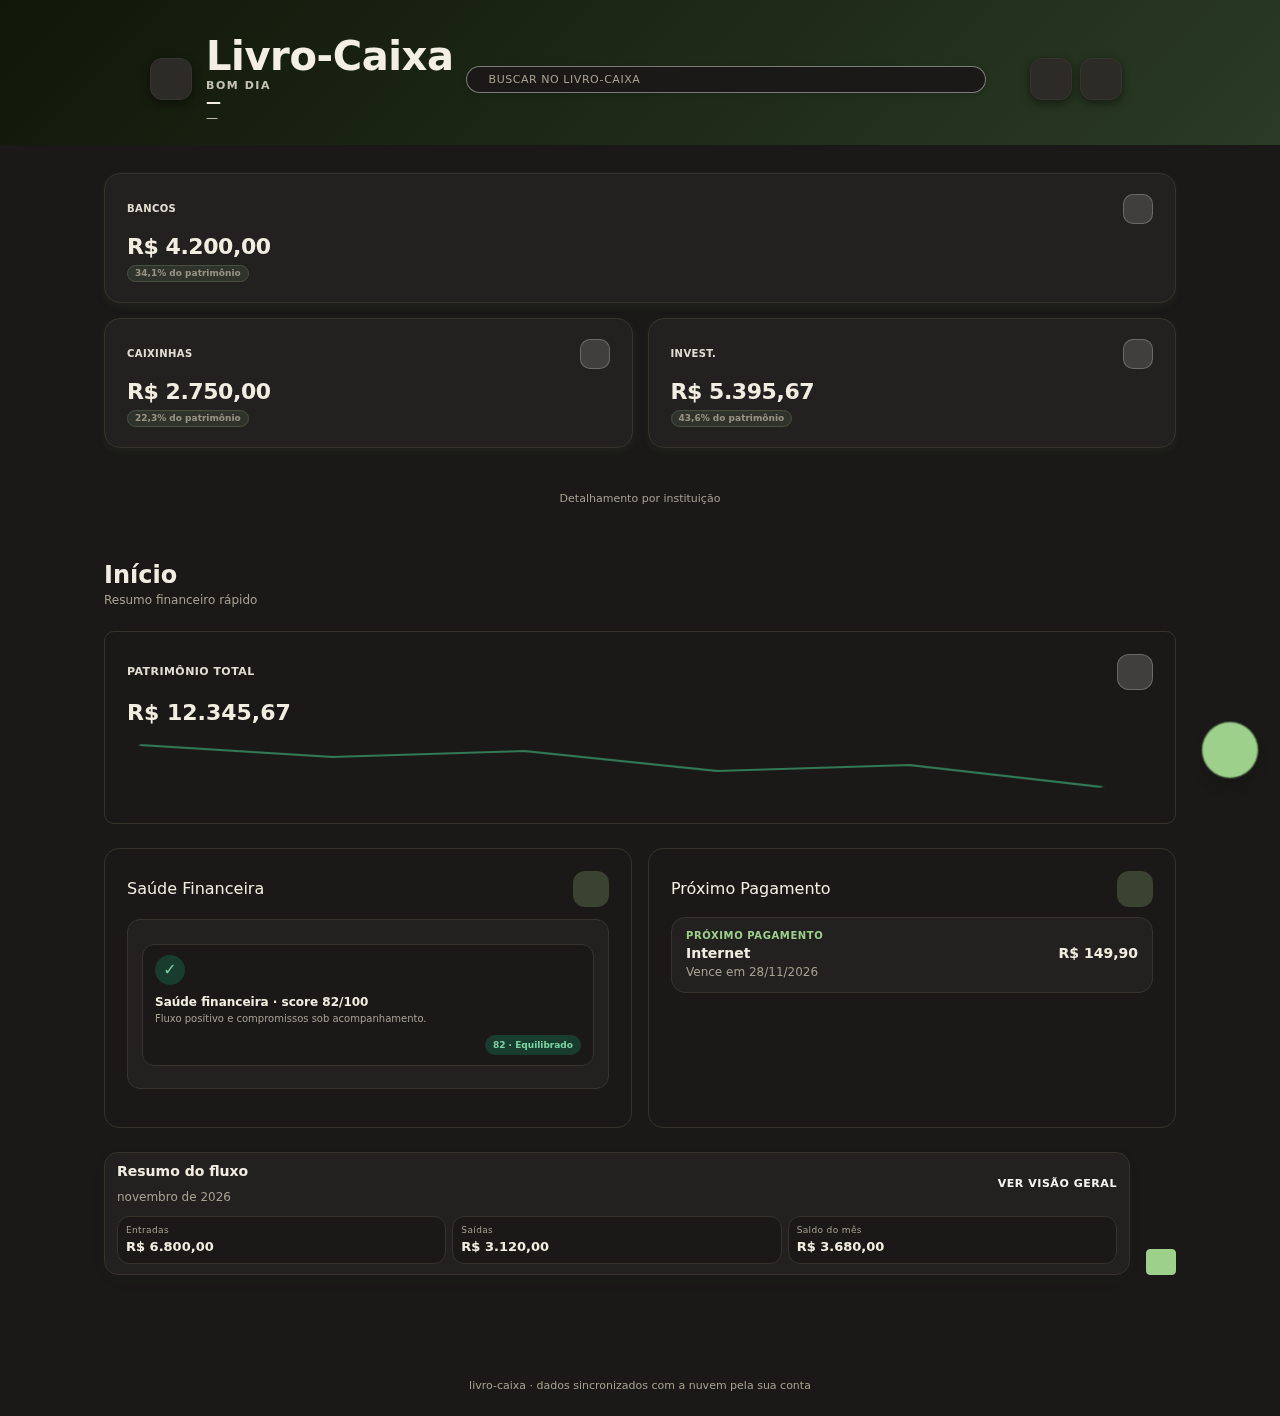 Livro-Caixa
BOM DIA
—
—
BUSCAR NO LIVRO-CAIXA
BANCOS
R$ 4.200,00
34,1% do patrimônio
CAIXINHAS
R$ 2.750,00
22,3% do patrimônio
INVEST.
R$ 5.395,67
43,6% do patrimônio
Detalhamento por instituição
Início
Resumo financeiro rápido
PATRIMÔNIO TOTAL
R$ 12.345,67
Saúde Financeira
✓
Saúde financeira · score 82/100
Fluxo positivo e compromissos sob acompanhamento.
82 · Equilibrado
Próximo Pagamento
PRÓXIMO PAGAMENTO
Internet R$ 149,90
Vence em 28/11/2026
Resumo do fluxo
novembro de 2026
VER VISÃO GERAL
Entradas
R$ 6.800,00
Saídas
R$ 3.120,00
Saldo do mês
R$ 3.680,00
livro-caixa · dados sincronizados com a nuvem pela sua conta